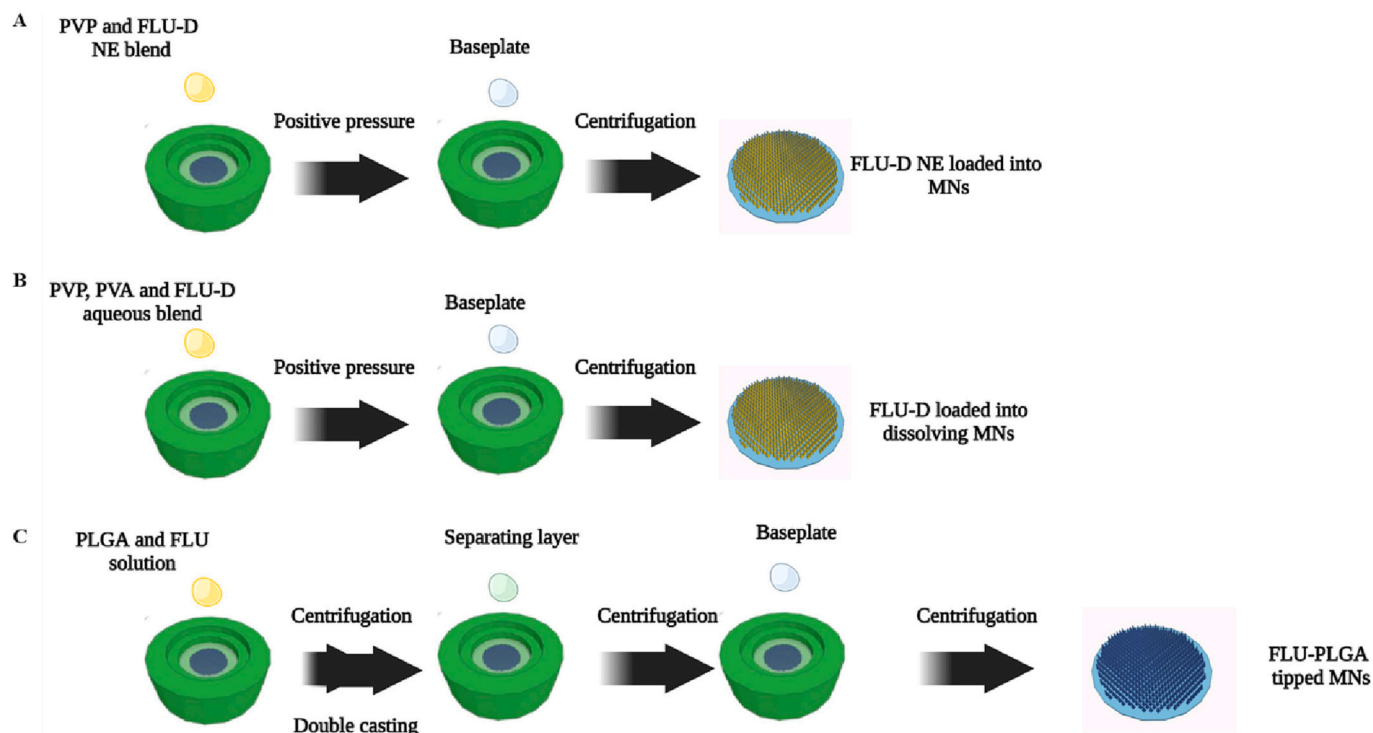 A
PVP and FLU-D
NE blend
Baseplate
Positive pressure
Centrifugation
FLU-D NE loaded into
MNs
B
PVP, PVA and FLU-D
aqueous blend
Baseplate
Positive pressure
Centrifugation
FLU-D loaded into
dissolving MNs
C
PLGA and FLU
solution
Separating layer
Baseplate
Centrifugation
Double casting
Centrifugation
Centrifugation
FLU-PLGA
tipped MNs